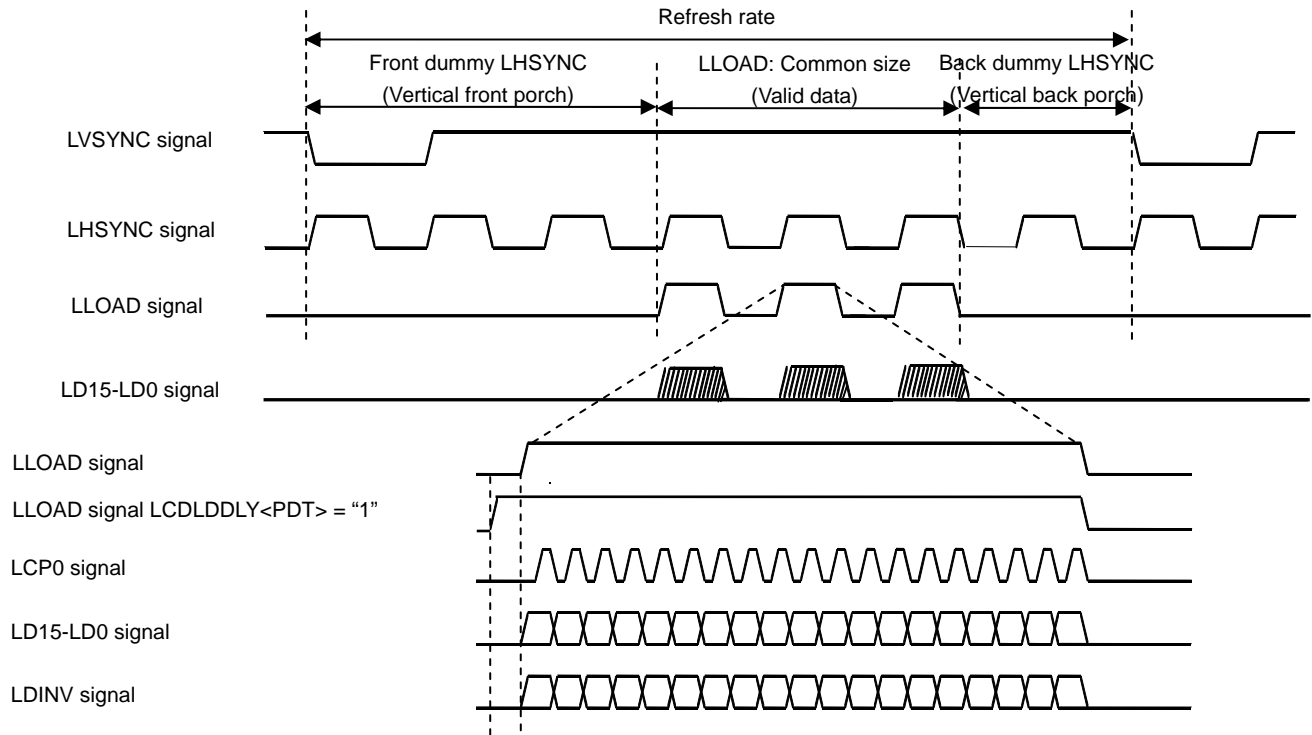 Refresh rate
Front dummy LHSYNC
(Vertical front porch)
LLOAD: Common size
(Valid data)
Back dummy LHSYNC
(Vertical back porch)
LVSYNC signal
LHSYNC signal
LLOAD signal
LD15-LD0 signal
LLOAD signal
LLOAD signal LCDLDDLY<PDT> = “1”
LCP0 signal
LD15-LD0 signal
LDINV signal